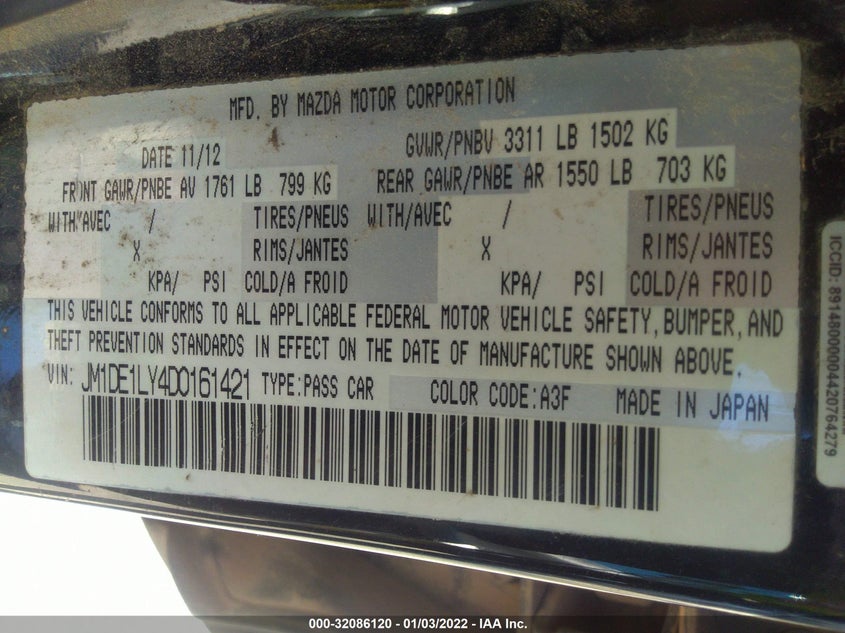 MFD. BY MAZDA MOTOR CORPORATION
DATE 11/12 GVWR/PNBV 3311 LB 1502 KG
FRONT GAWR/PNBE AV 1761 LB 799 KG REAR GAWR/PNBE AR 1550 LB 703 KG
WITH/AVEC / TIRES/PNEUS WITH/AVEC / TIRES/PNEUS
X RIMS/JANTES X RIMS/JANTES
KPA/ PSI COLD/A FROID KPA/ PSI COLD/A FROID
THIS VEHICLE CONFORMS TO ALL APPLICABLE FEDERAL MOTOR VEHICLE SAFETY, BUMPER, AND
THEFT PREVENTION STANDARDS IN EFFECT ON THE DATE OF MANUFACTURE SHOWN ABOVE.
VIN: JM1DE1LY4D0161421 TYPE:PASS CAR COLOR CODE:A3F MADE IN JAPAN
ICCID: 89148000004420764279
000-32086120 - 01/03/2022 - IAA Inc.